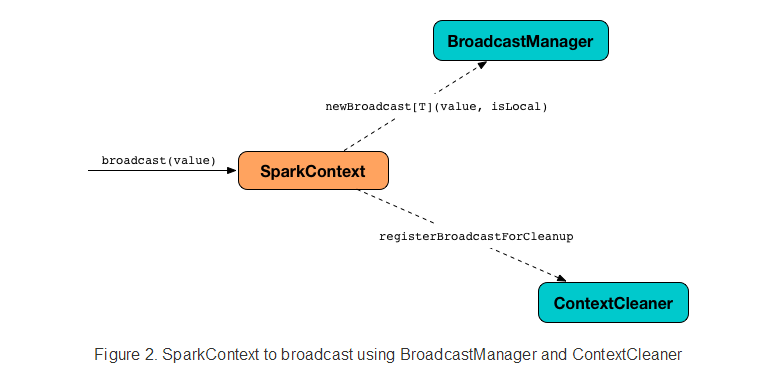 BroadcastManager
newBroadcast[T](value, isLocal)
broadcast(value)
SparkContext
registerBroadcastForCleanup
ContextCleaner
Figure 2. SparkContext to broadcast using BroadcastManager and ContextCleaner